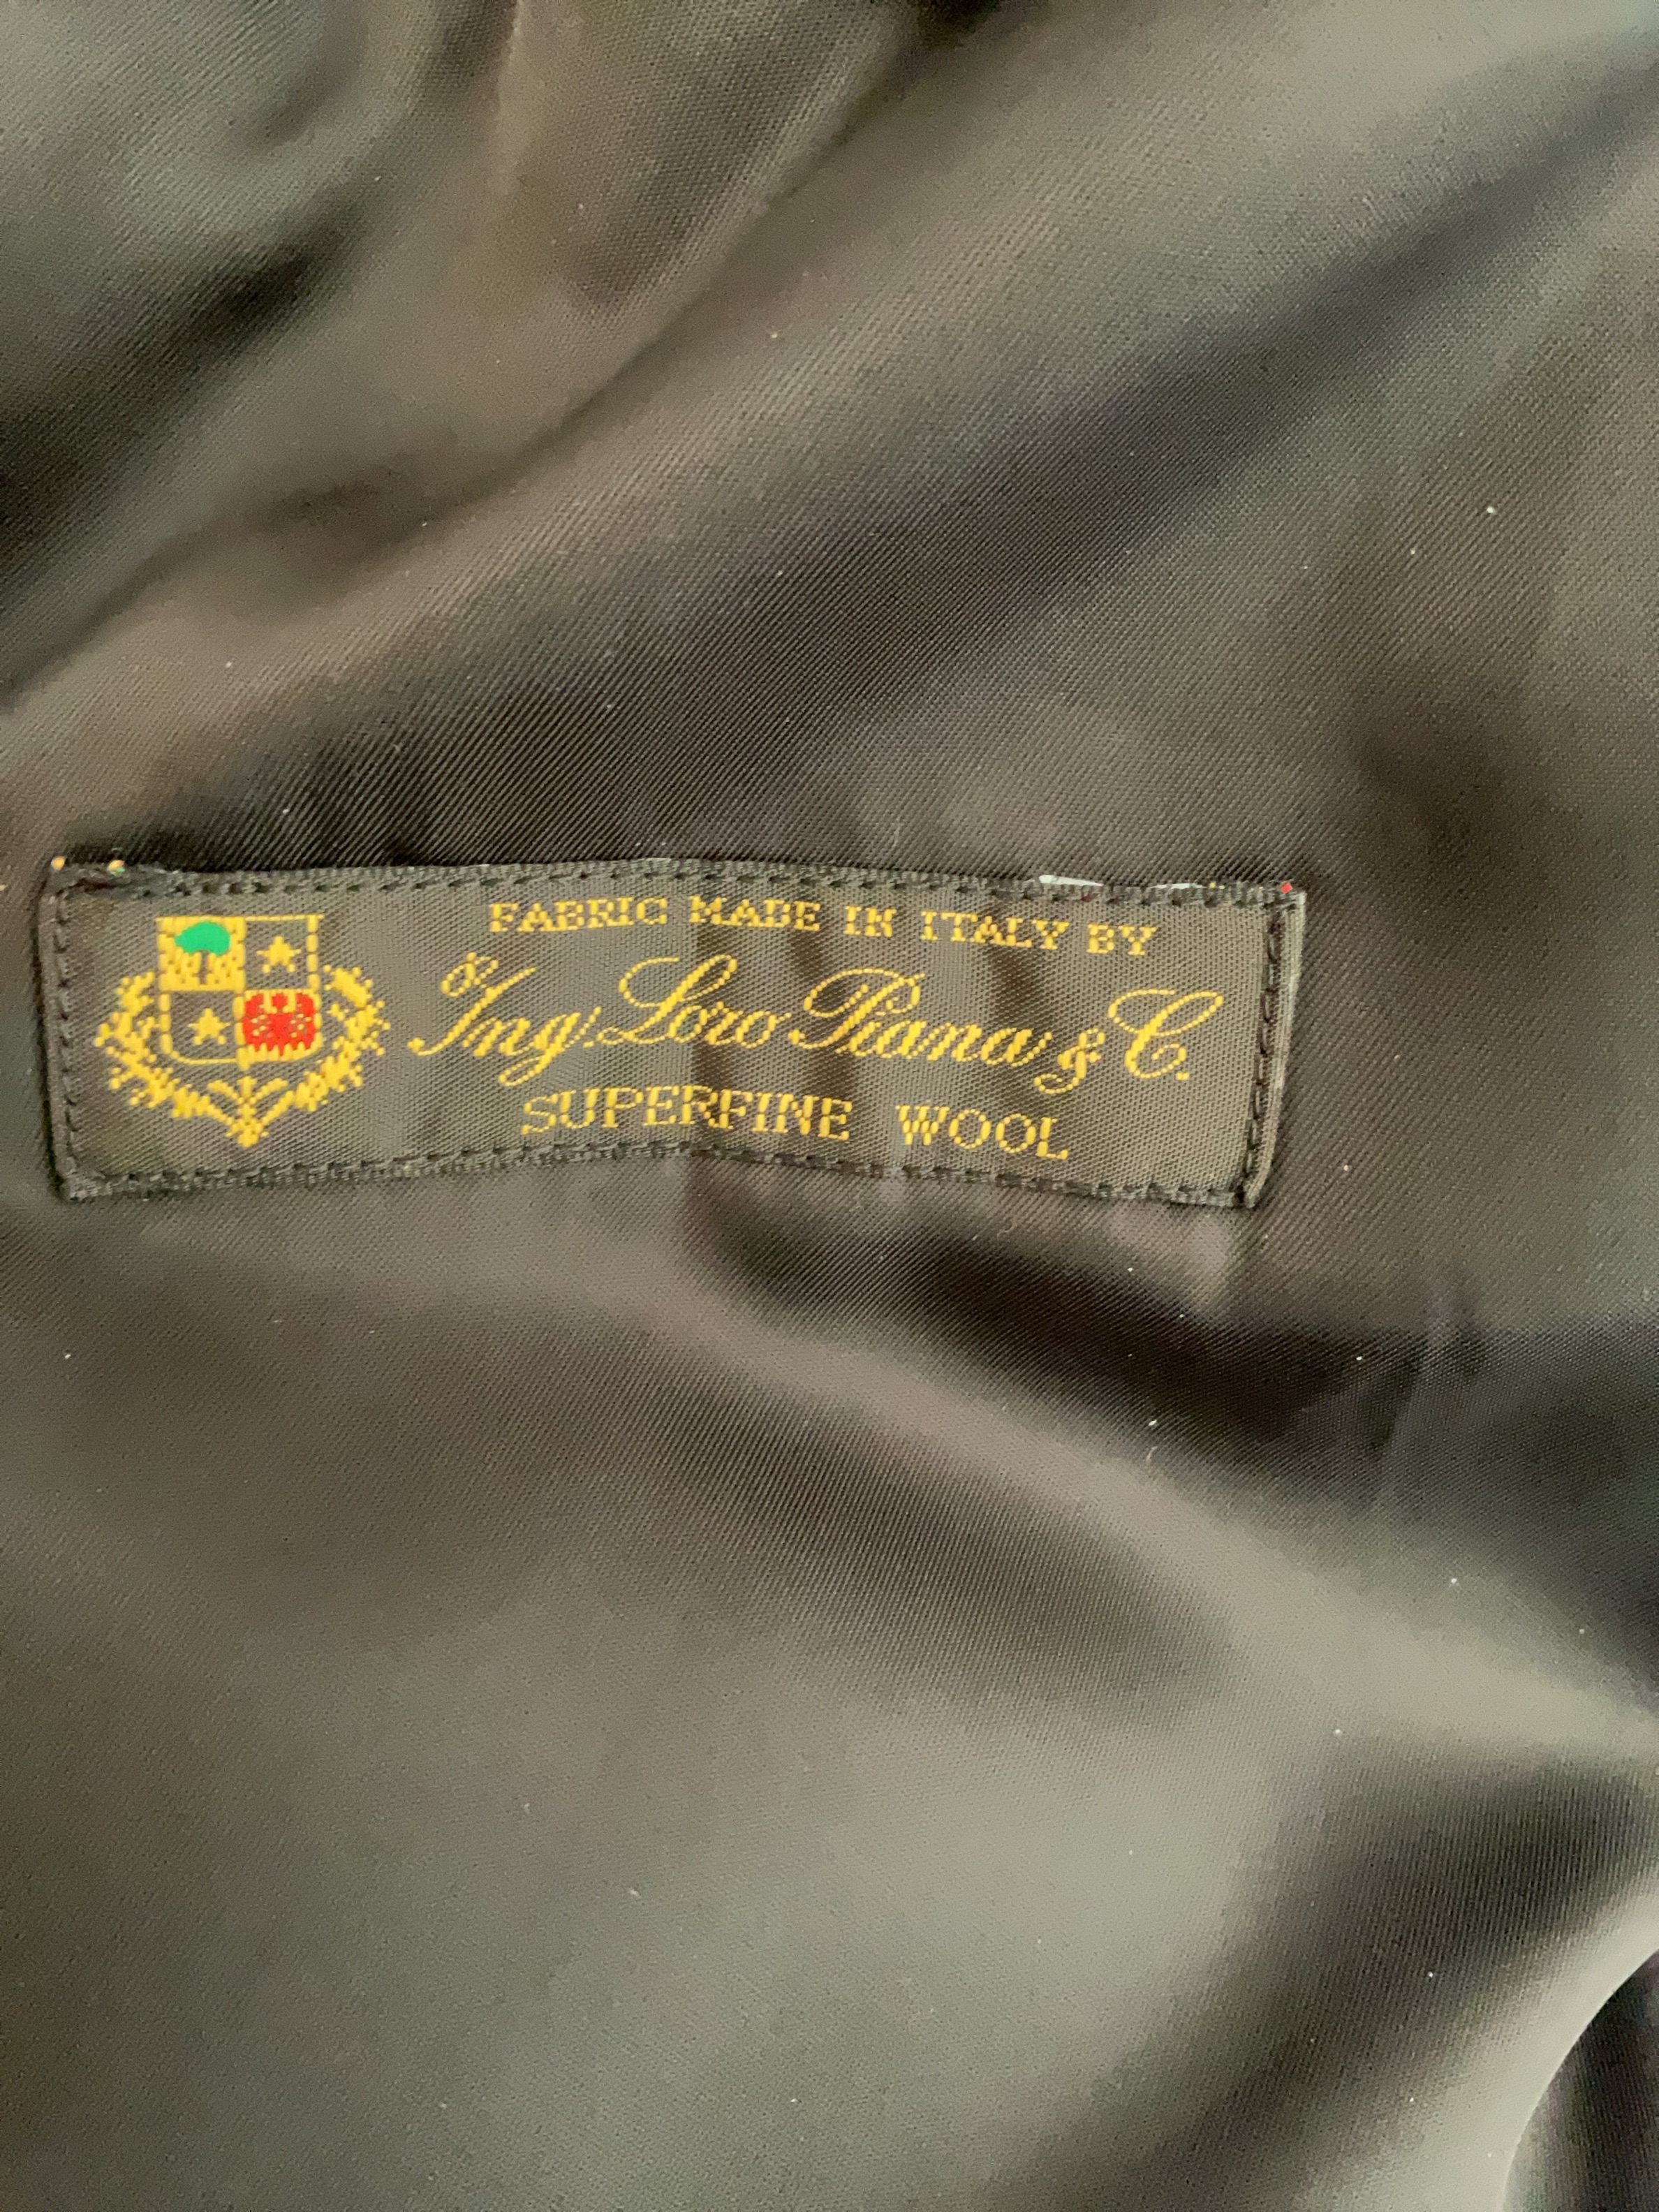 FABRIC MADE IN ITALY BY
Ing. Loro Piana & C.
SUPERFINE WOOL